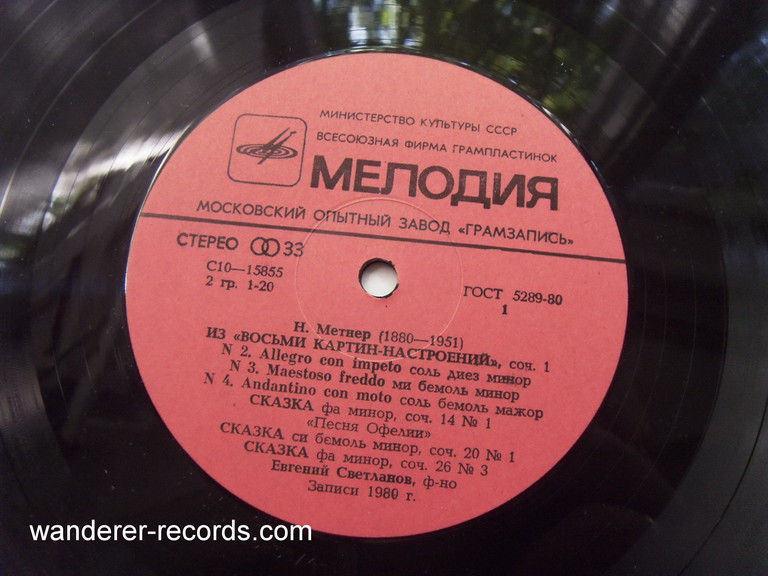 МИНИСТЕРСТВО КУЛЬТУРЫ СССР
ВСЕСОЮЗНАЯ ФИРМА ГРАМПЛАСТИНОК
МЕЛОДИЯ
МОСКОВСКИЙ ОПЫТНЫЙ ЗАВОД «ГРАМЗАПИСЬ»
СТЕРЕО 33
С10—15855
2 гр. 1-20
ГОСТ 5289-80
1
Н. Метнер (1880—1951)
ИЗ «ВОСЬМИ КАРТИН-НАСТРОЕНИЙ», соч. 1
N 2. Allegro con impeto соль диез минор
N 3. Maestoso freddo ми бемоль минор
N 4. Andantino con moto соль бемоль мажор
СКАЗКА фа минор, соч. 14 № 1
«Песня Офелии»
СКАЗКА си бемоль минор, соч. 20 № 1
СКАЗКА фа минор, соч. 26 № 3
Евгений Светланов, ф-но
Записи 1980 г.
wanderer-records.com